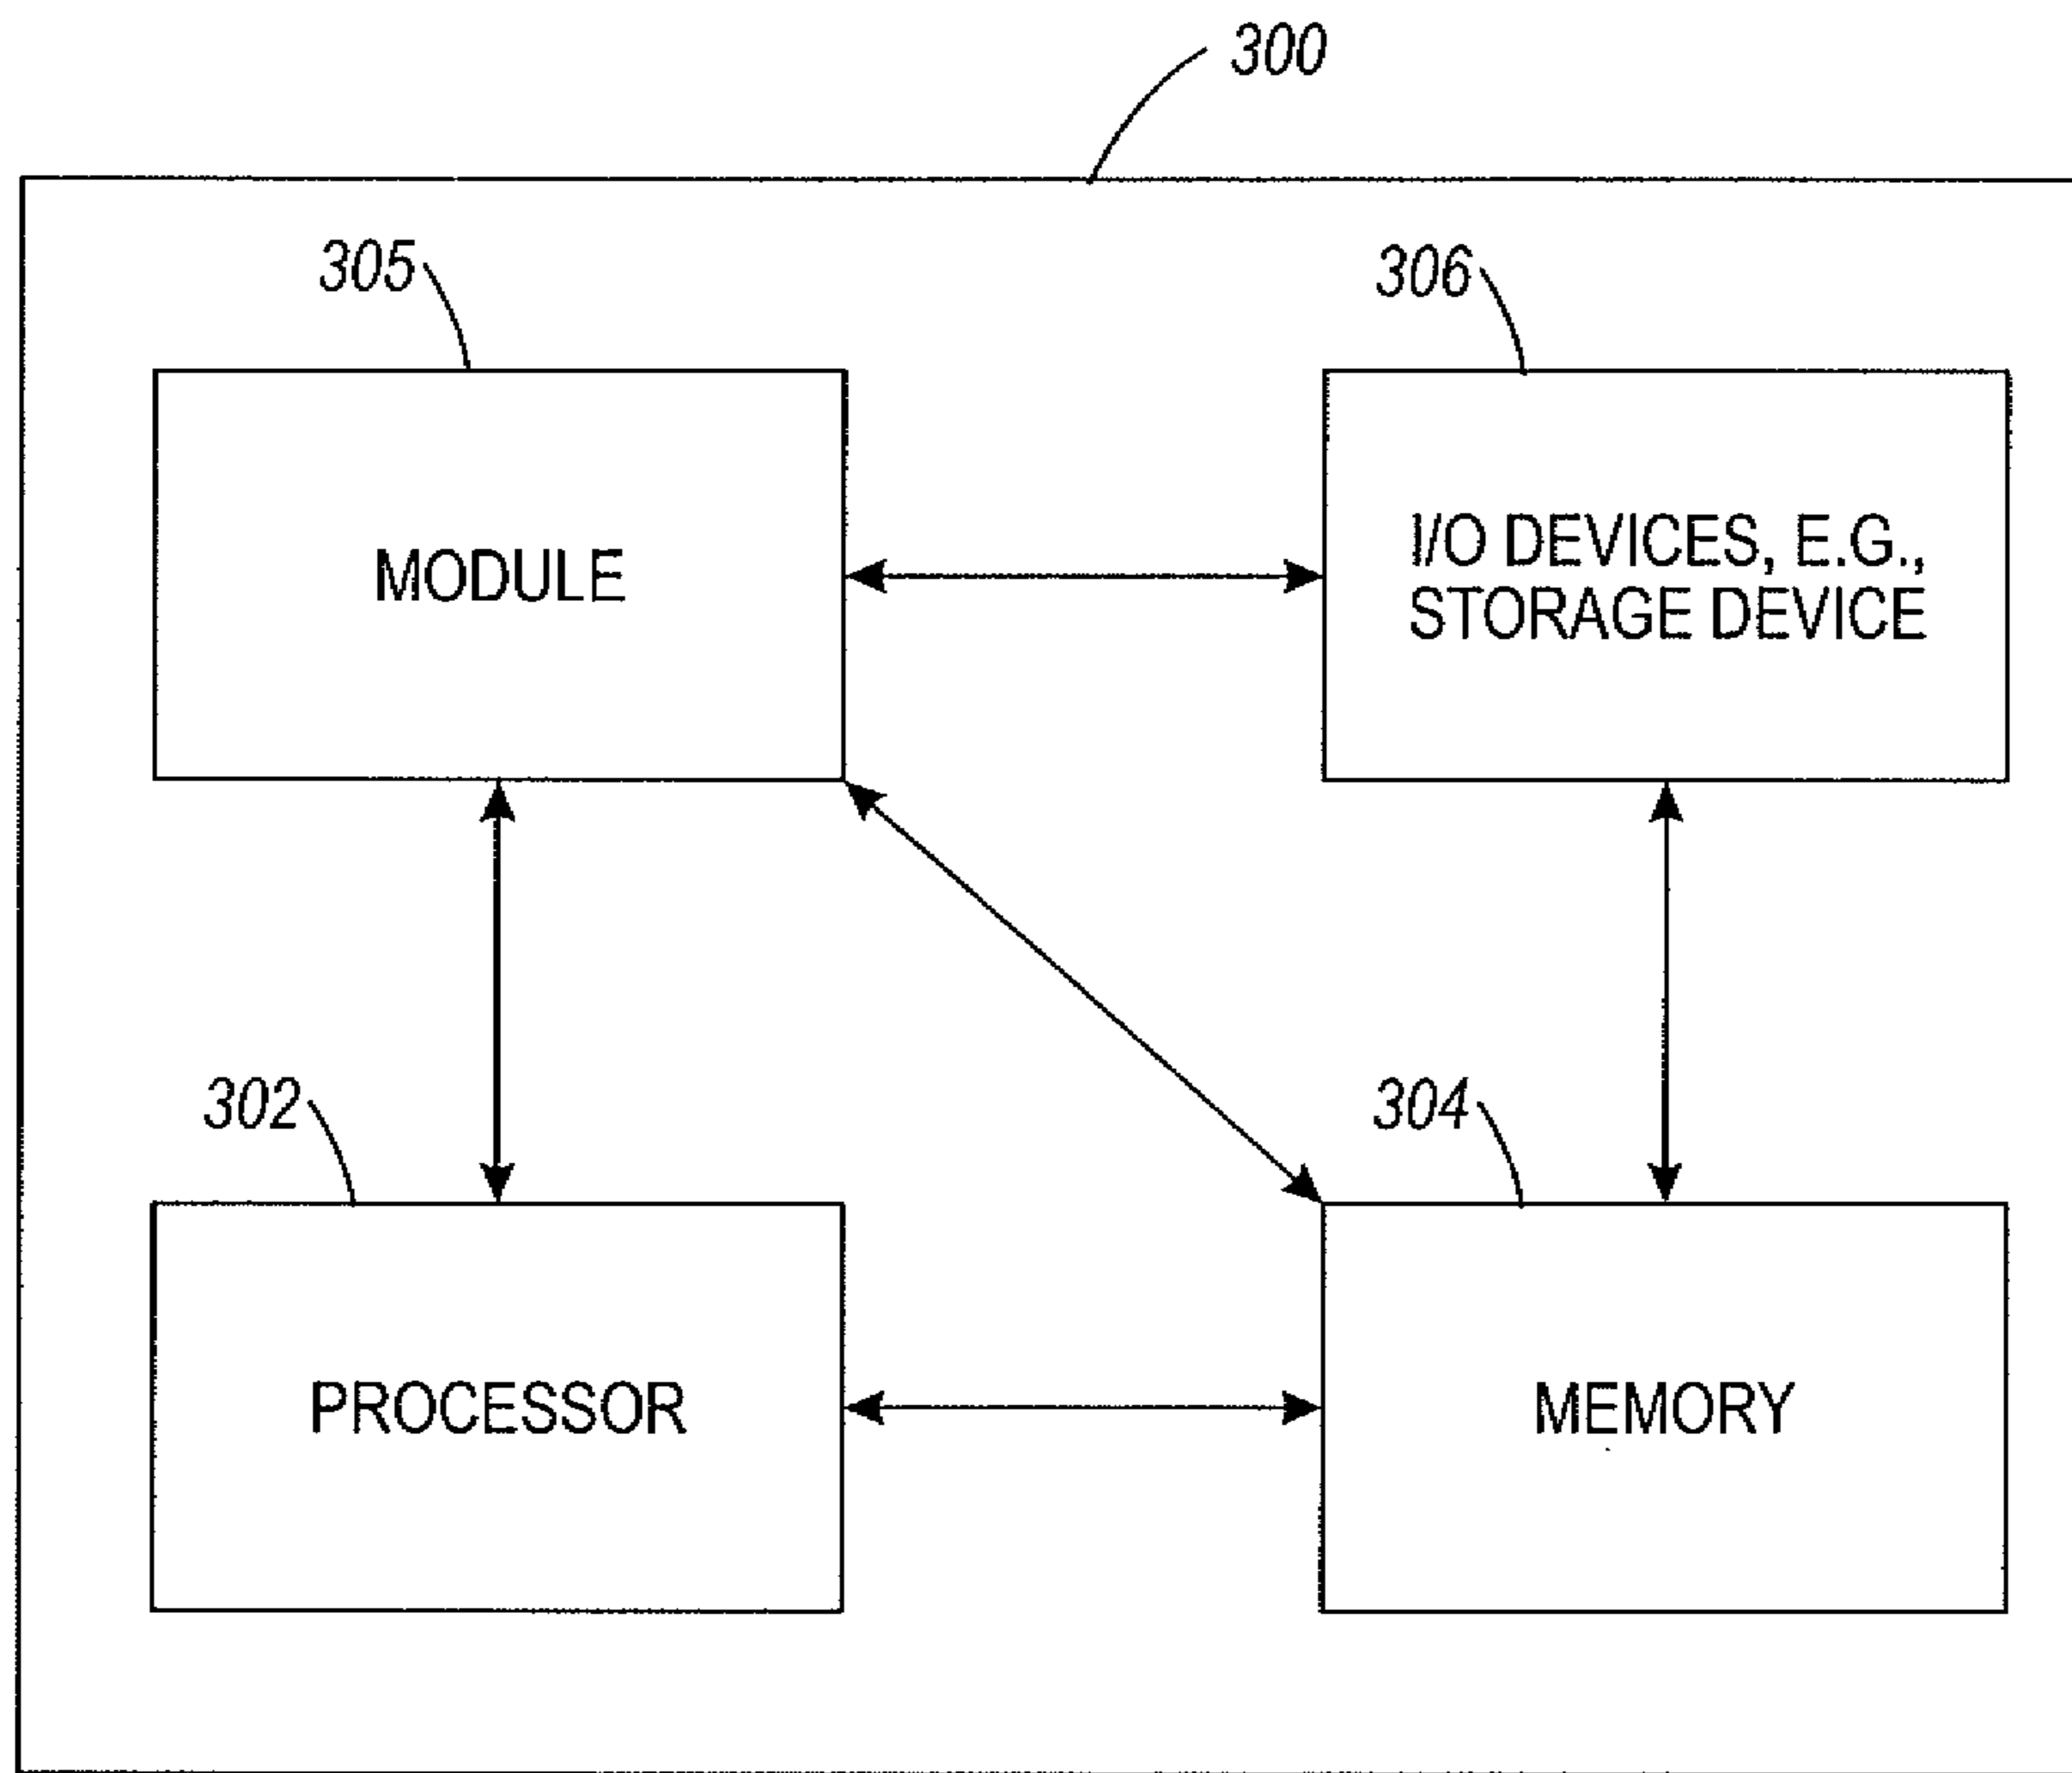 300
305
306
MODULE
I/O DEVICES, E.G.,
STORAGE DEVICE
302
304
PROCESSOR
MEMORY